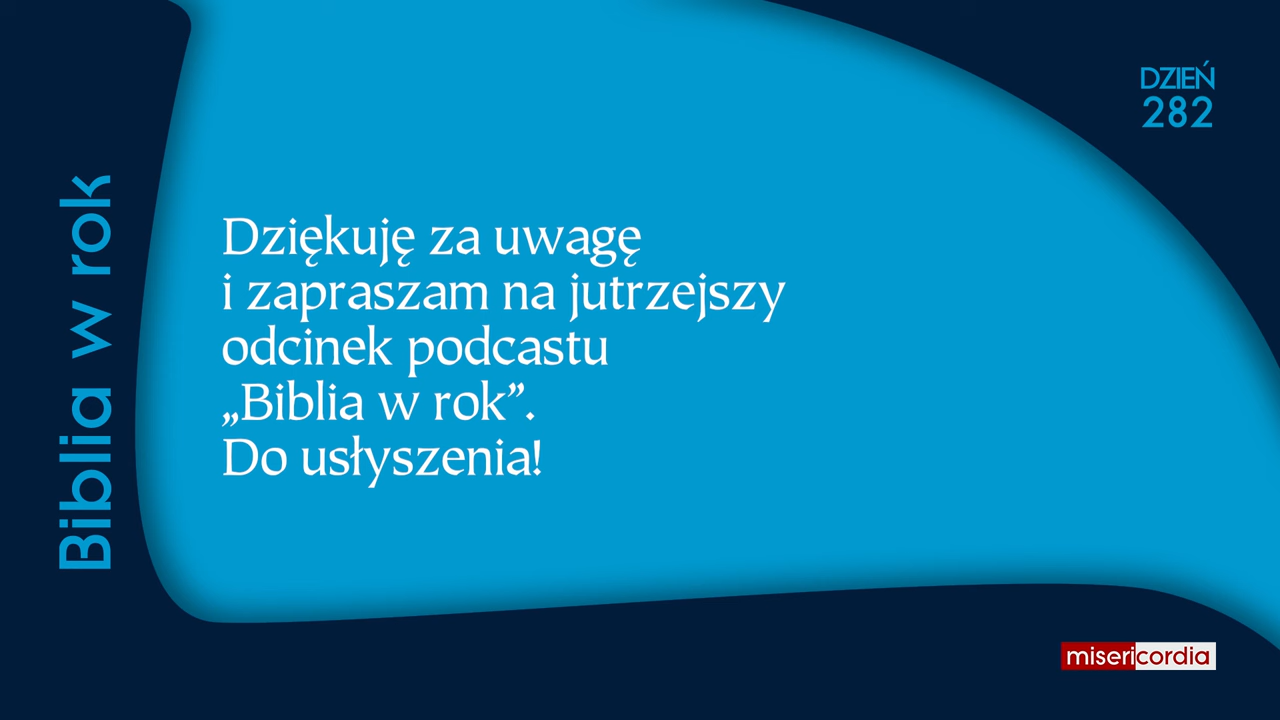 Biblia w rok
DZIEŃ
282
Dziękuję za uwagę
i zapraszam na jutrzejszy
odcinek podcastu
„Biblia w rok”.
Do usłyszenia!
misericordia